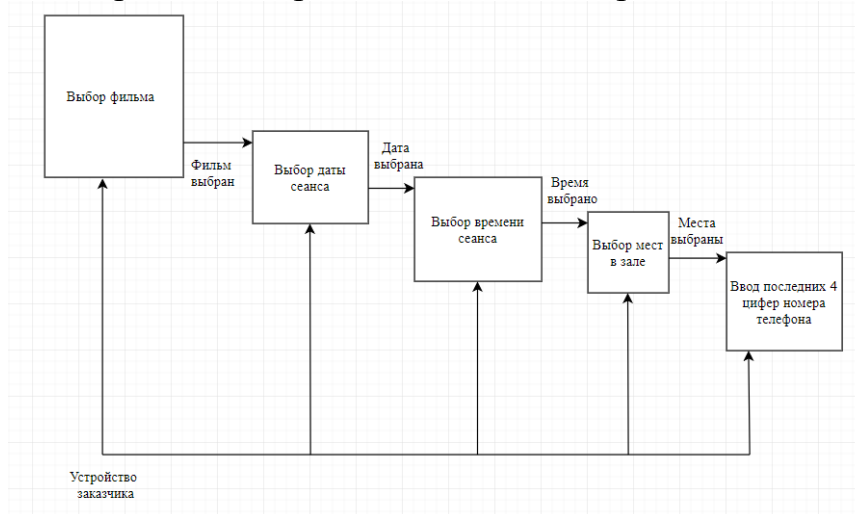 Выбор фильма
Фильм
выбран
Выбор даты
сеанса
Дата
выбрана
Выбор времени
сеанса
Время
выбрано
Выбор мест
в зале
Места
выбраны
Ввод последних 4
цифер номера
телефона
Устройство
заказчика